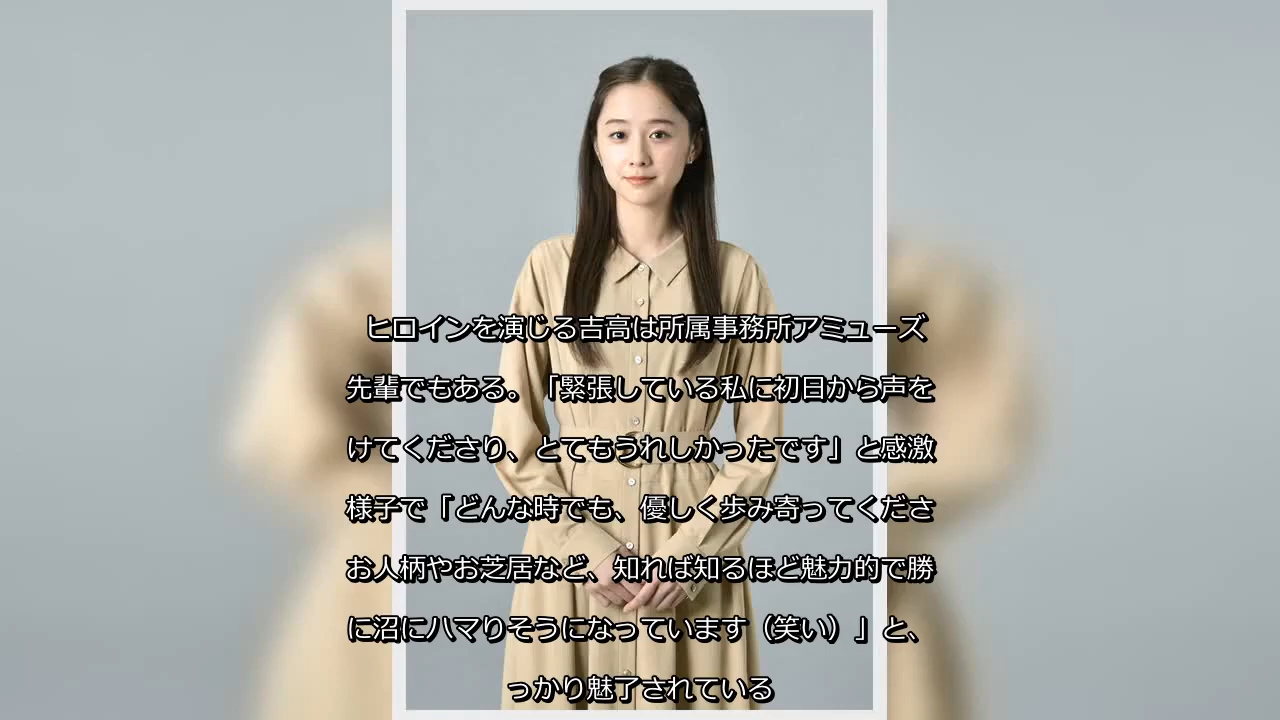 ヒロインを演じる吉高は所属事務所アミューズ
先輩でもある。「緊張している私に初日から声を
けてくださり、とてもうれしかったです」と感激
様子で「どんな時でも、優しく歩み寄ってくださ
お人柄やお芝居など、知れば知るほど魅力的で勝
に沼にハマりそうになっています（笑い）」と、
っかり魅了されている